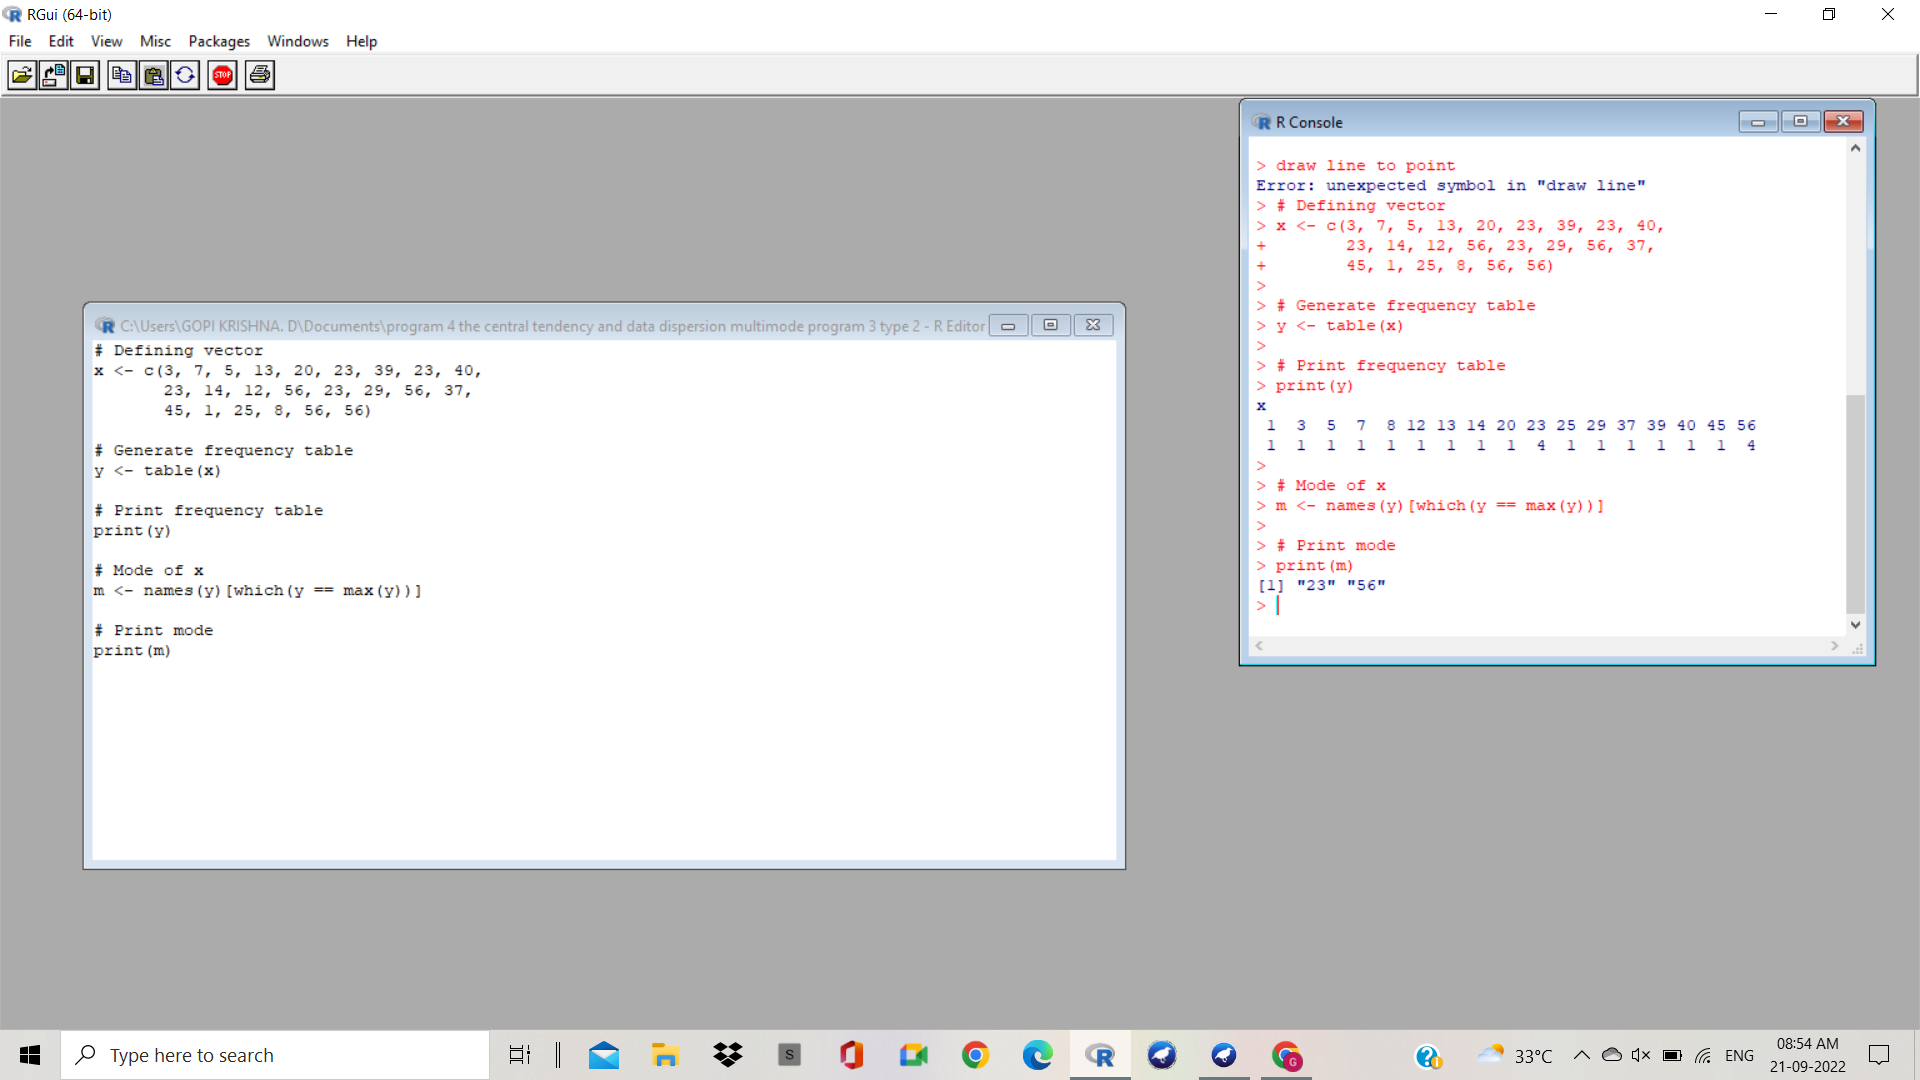 RGui (64-bit)
File Edit View Misc Packages Windows Help
STOP
C:\Users\GOPI KRISHNA. D\Documents\program 4 the central tendency and data dispersion multimode program 3 type 2 - R Editor
# Defining vector
x <- c(3, 7, 5, 13, 20, 23, 39, 23, 40,
       23, 14, 12, 56, 23, 29, 56, 37,
       45, 1, 25, 8, 56, 56)
# Generate frequency table
y <- table(x)
# Print frequency table
print(y)
# Mode of x
m <- names(y)[which(y == max(y))]
# Print mode
print(m)
R Console
> draw line to point
Error: unexpected symbol in "draw line"
> # Defining vector
> x <- c(3, 7, 5, 13, 20, 23, 39, 23, 40,
+        23, 14, 12, 56, 23, 29, 56, 37,
+        45, 1, 25, 8, 56, 56)
>
> # Generate frequency table
> y <- table(x)
>
> # Print frequency table
> print(y)
x
 1  3  5  7  8 12 13 14 20 23 25 29 37 39 40 45 56
 1  1  1  1  1  1  1  1  1  4  1  1  1  1  1  1  4
>
> # Mode of x
> m <- names(y)[which(y == max(y))]
>
> # Print mode
> print(m)
[1] "23" "56"
>
Type here to search
S
G
33°C
ENG
08:54 AM
21-09-2022